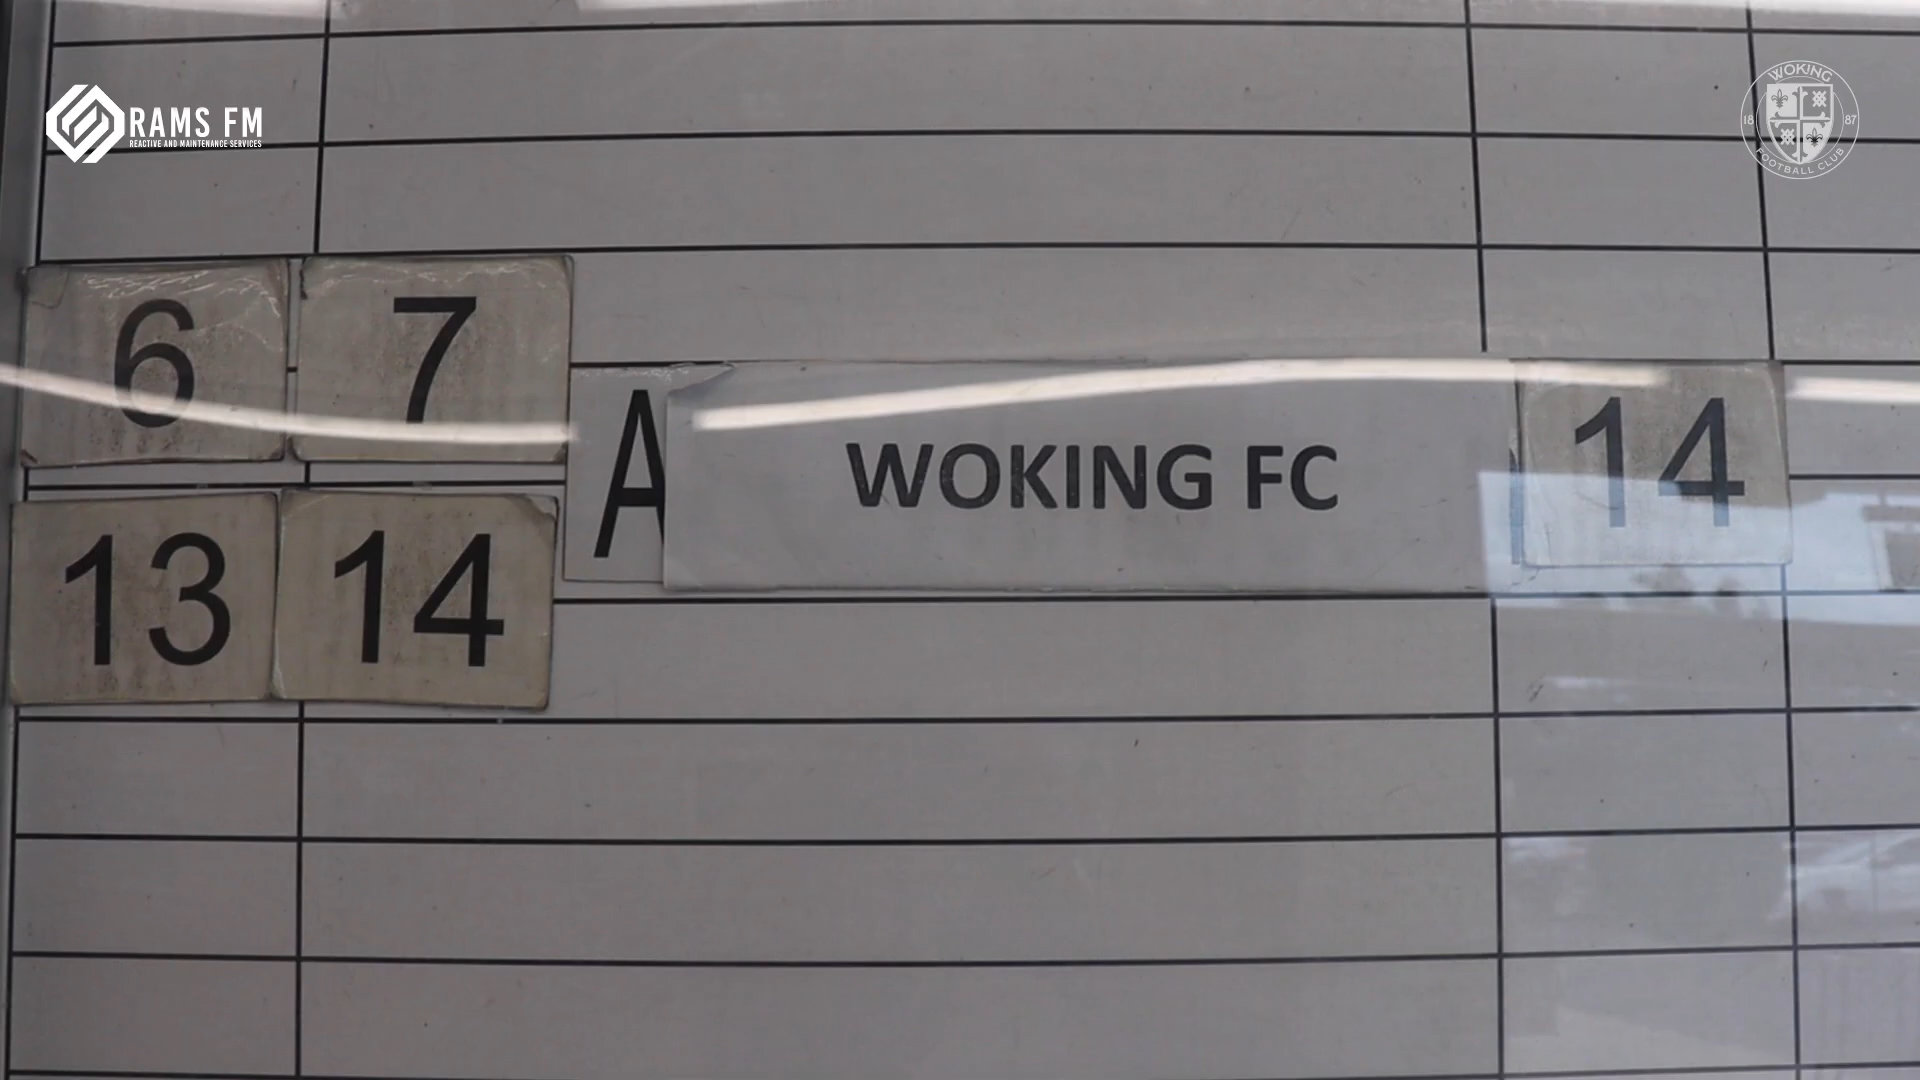 RAMS FM
REACTIVE AND MAINTENANCE SERVICES
WOKING
18 87
FOOTBALL CLUB
6 7
A WOKING FC 14
13 14